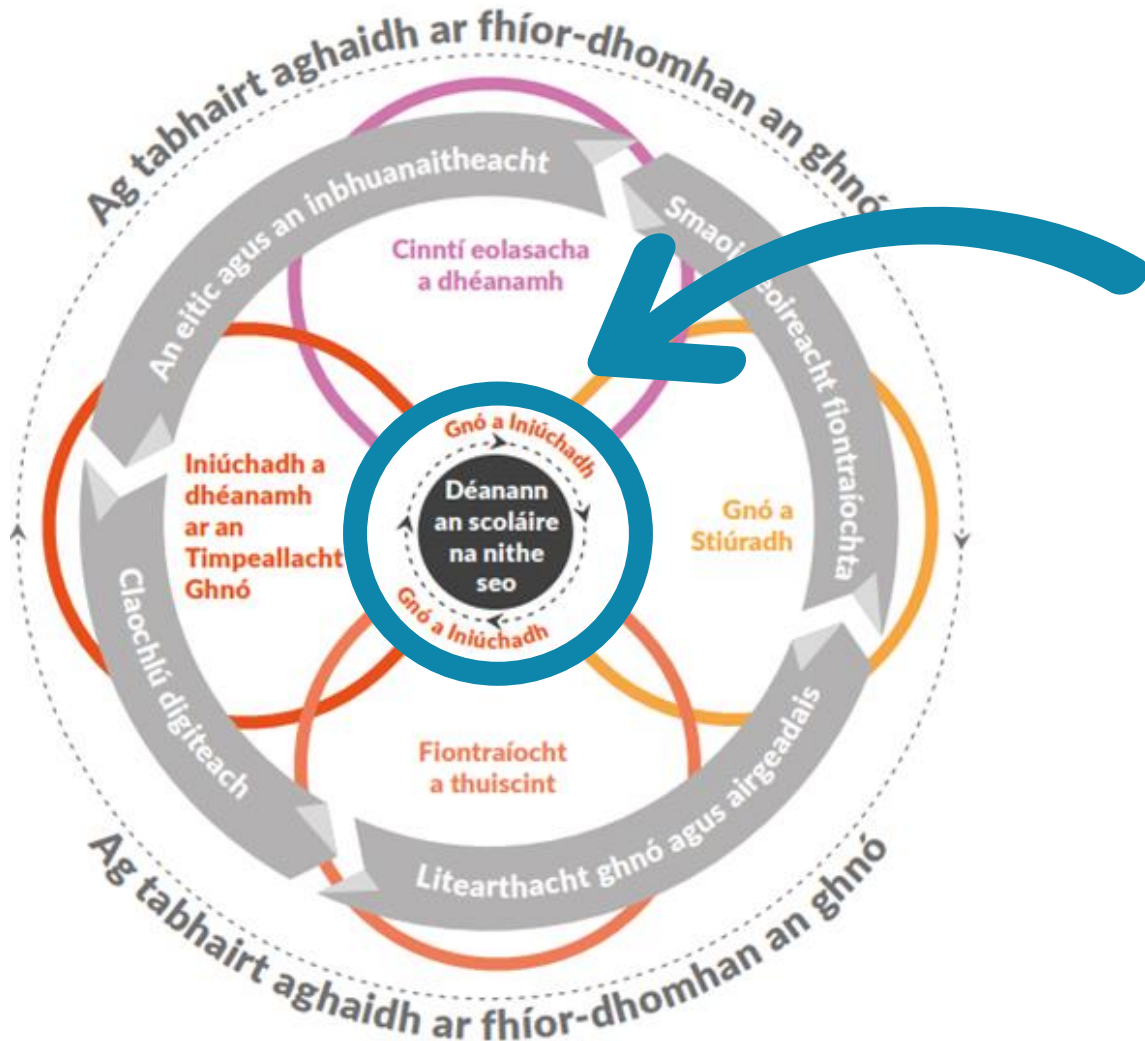 Ag tabhairt aghaidh ar fhíor-dhomhan an ghnó
An eitic agus an inbhuanaitheacht
fiontraíochta
Cinntí eolasacha
a dhéanamh
Gnó a Iniúchadh
Déanann
an scoláire
na nithe
seo
Gnó a Iniúchadh
Iniúchadh a
dhéanamh
ar an
Timpeallacht
Ghnó
Gnó a
Stiúradh
Claochlú digiteach
Fiontraíocht
a thuiscint
Litearthacht ghnó agus airgeadais
Ag tabhairt aghaidh ar fhíor-dhomhan an ghnó